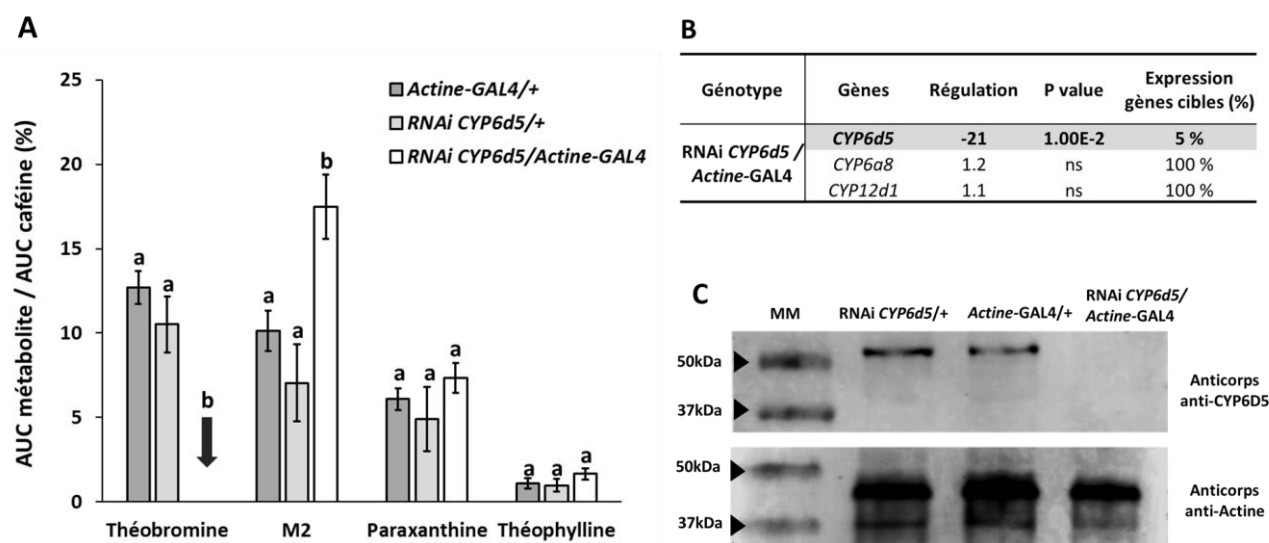 A
AUC métabolite / AUC caféine (%)
25
20
15
10
5
0
Actine-GAL4/+
RNAi CYP6d5/+
RNAi CYP6d5/Actine-GAL4
a
a
b
a
a
b
a
a
a
a
a
a
Théobromine
M2
Paraxanthine
Théophylline
B
Génotype Gènes Régulation P value Expression gènes cibles (%)
RNAi CYP6d5 / Actine-GAL4
CYP6d5 -21 1.00E-2 5 %
CYP6a8 1.2 ns 100 %
CYP12d1 1.1 ns 100 %
C
MM RNAi CYP6d5/+ Actine-GAL4/+ RNAi CYP6d5/ Actine-GAL4
50kDa
37kDa
Anticorps
anti-CYP6D5
50kDa
37kDa
Anticorps
anti-Actine